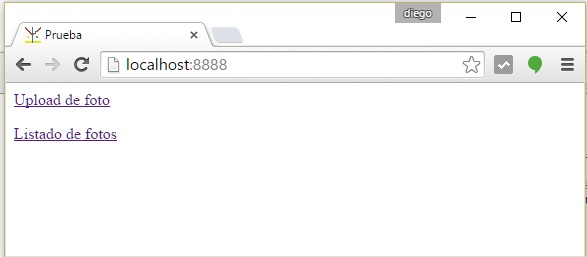 diego
Prueba
localhost:8888
Upload de foto
Listado de fotos